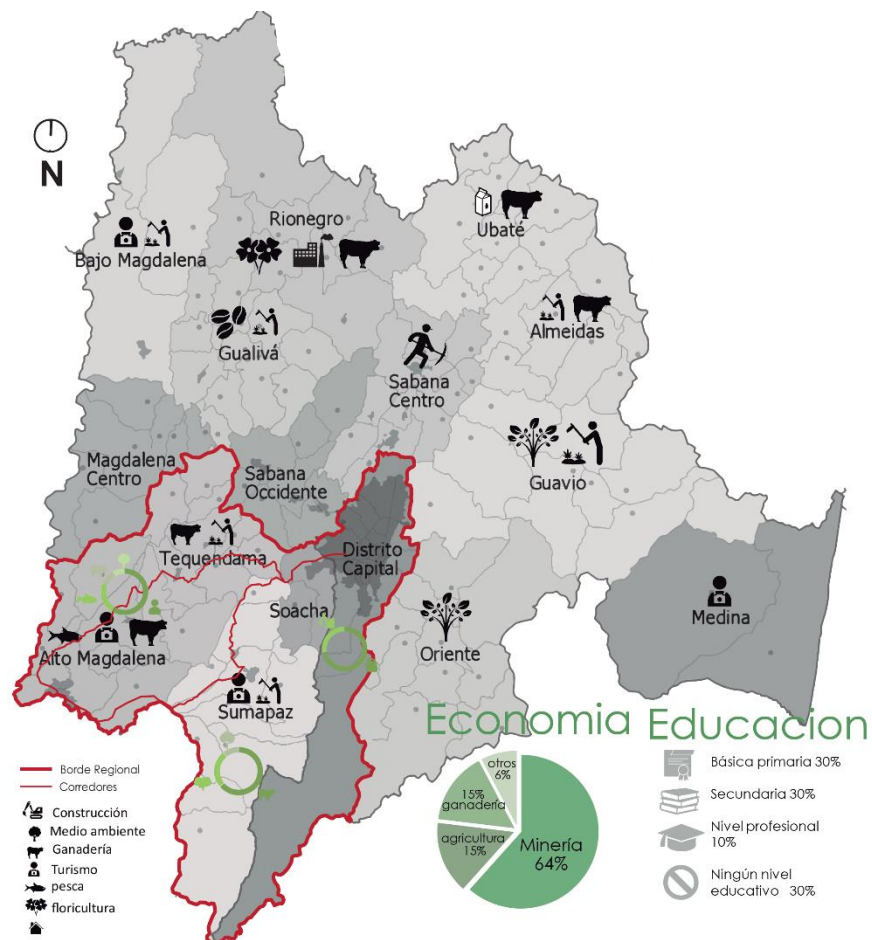 N
Rionegro
Ubaté
Bajo Magdalena
Almeidas
Gualivá
Sabana
Centro
Guavio
Magdalena
Centro
Sabana
Occidente
Tequendama
Distrito
Capital
Medina
Soacha
Oriente
Alto Magdalena
Sumapaz
Economia
Educacion
otros
6%
15%
ganadería
agricultura
15%
Minería
64%
Básica primaria 30%
Secundaria 30%
Nivel profesional
10%
Ningún nivel
educativo 30%
Borde Regional
Corredores
Construcción
Medio ambiente
Ganadería
Turismo
pesca
floricultura